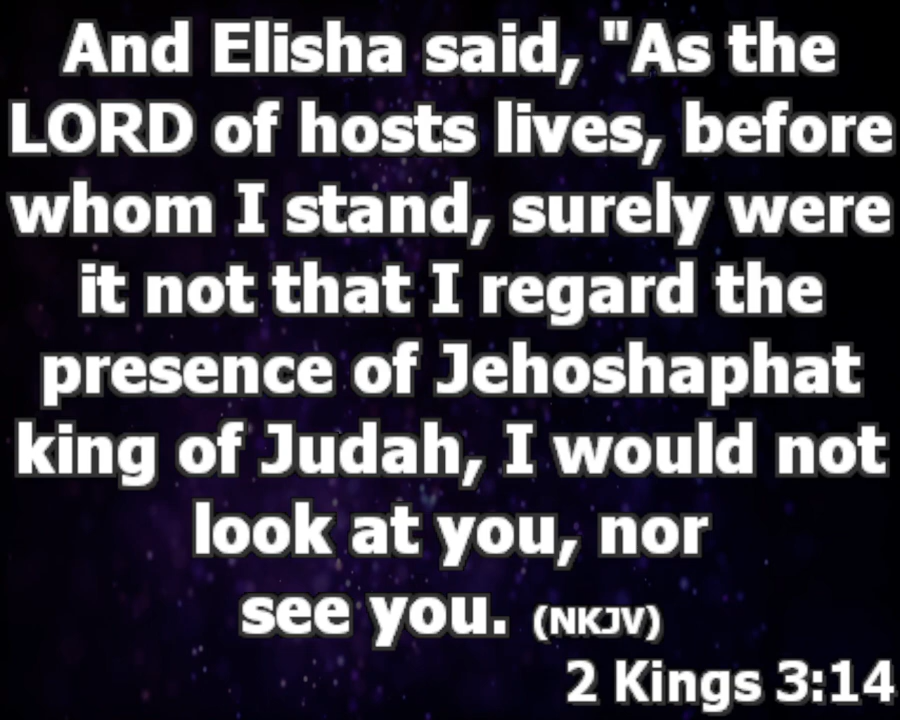 And Elisha said, "As the
LORD of hosts lives, before
whom I stand, surely were
it not that I regard the
presence of Jehoshaphat
king of Judah, I would not
look at you, nor
see you. (NKJV)
2 Kings 3:14